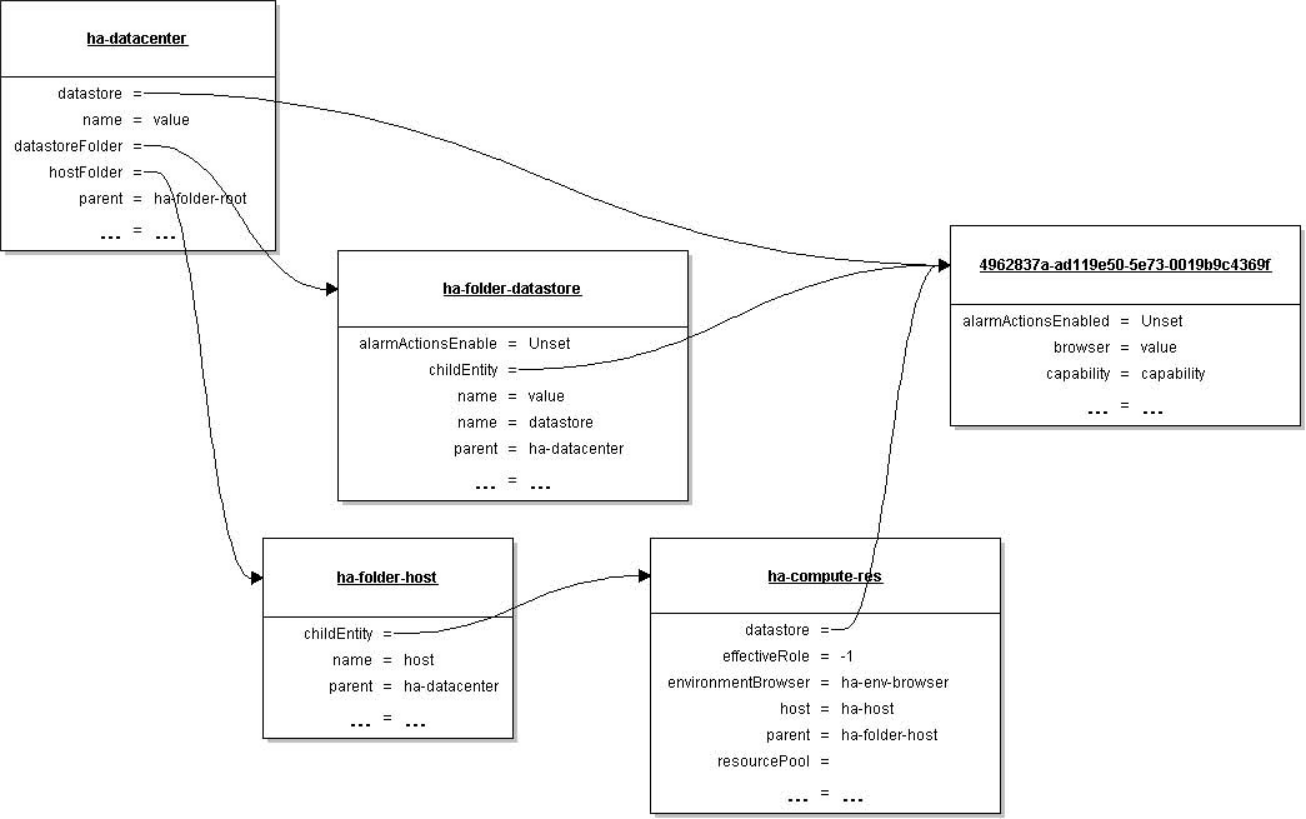 ha-datacenter
datastore =
name = value
datastoreFolder =
hostFolder =
parent = ha-folder-root
... = ...
ha-folder-datastore
alarmActionsEnable = Unset
childEntity =
name = value
name = datastore
parent = ha-datacenter
... = ...
4962837a-ad119e50-5e73-0019b9c4369f
alarmActionsEnabled = Unset
browser = value
capability = capability
... = ...
ha-folder-host
childEntity =
name = host
parent = ha-datacenter
... = ...
ha-compute-res
datastore =
effectiveRole = -1
environmentBrowser = ha-env-browser
host = ha-host
parent = ha-folder-host
resourcePool =
... = ...